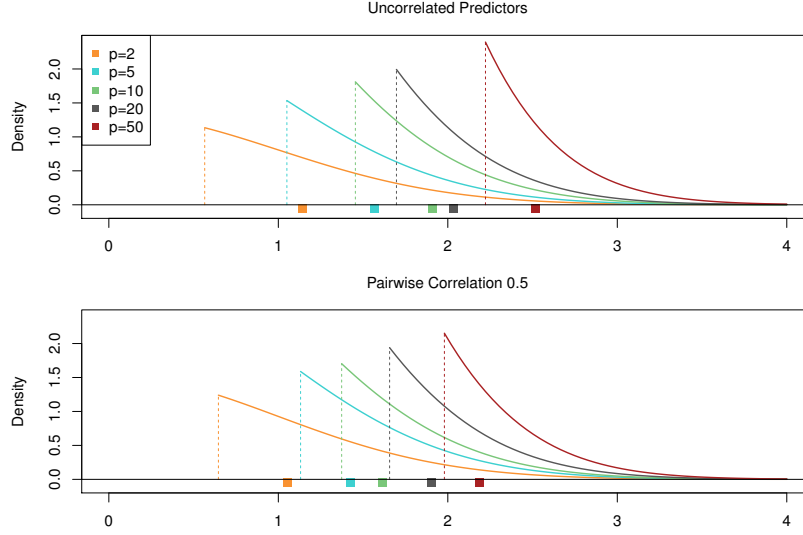 Uncorrelated Predictors
Density
2.0
1.5
1.0
0.5
0.0
p=2
p=5
p=10
p=20
p=50
0 1 2 3 4
Pairwise Correlation 0.5
Density
2.0
1.5
1.0
0.5
0.0
0 1 2 3 4